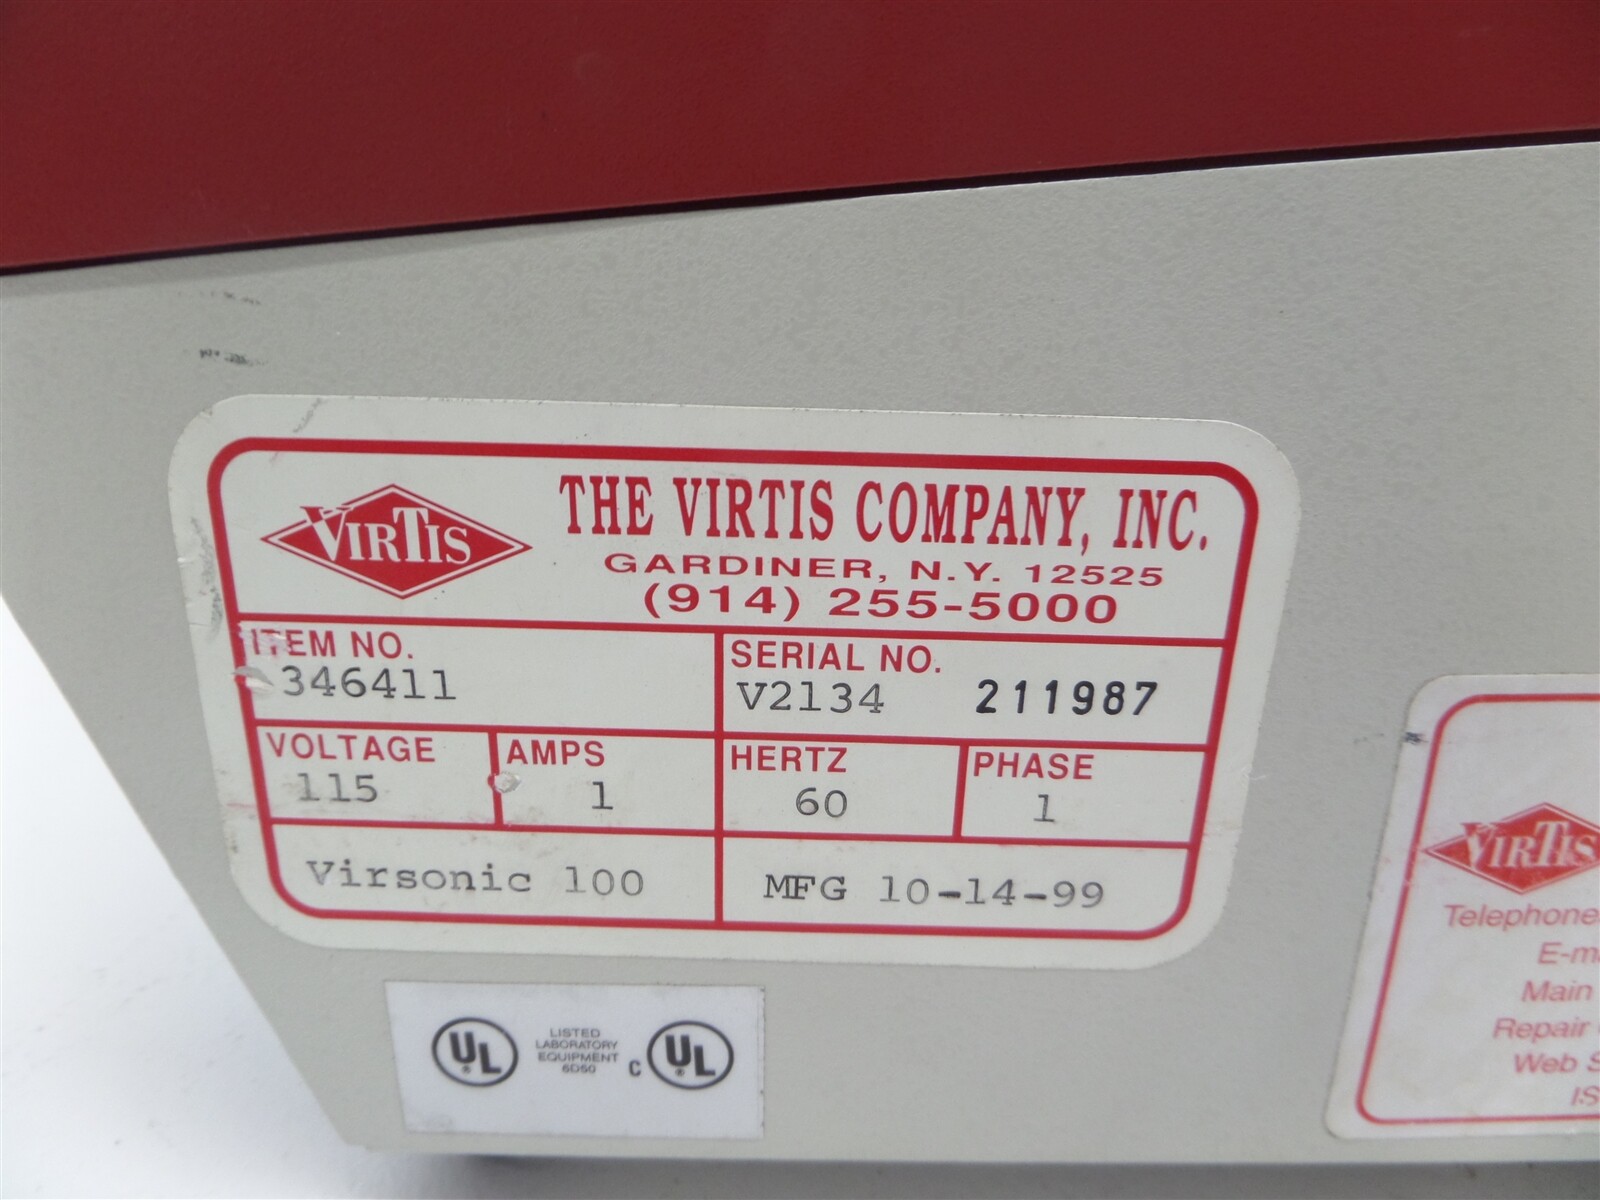 VIRTIS
THE VIRTIS COMPANY, INC.
GARDINER, N.Y. 12525
(914) 255-5000
ITEM NO.
346411
SERIAL NO.
V2134 211987
VOLTAGE
115
AMPS
1
HERTZ
60
PHASE
1
Virsonic 100
MFG 10-14-99
UL
LISTED
LABORATORY
EQUIPMENT
6D60
C UL
VIRTIS
Telephone
E-ma
Main
Repair
Web S
IS